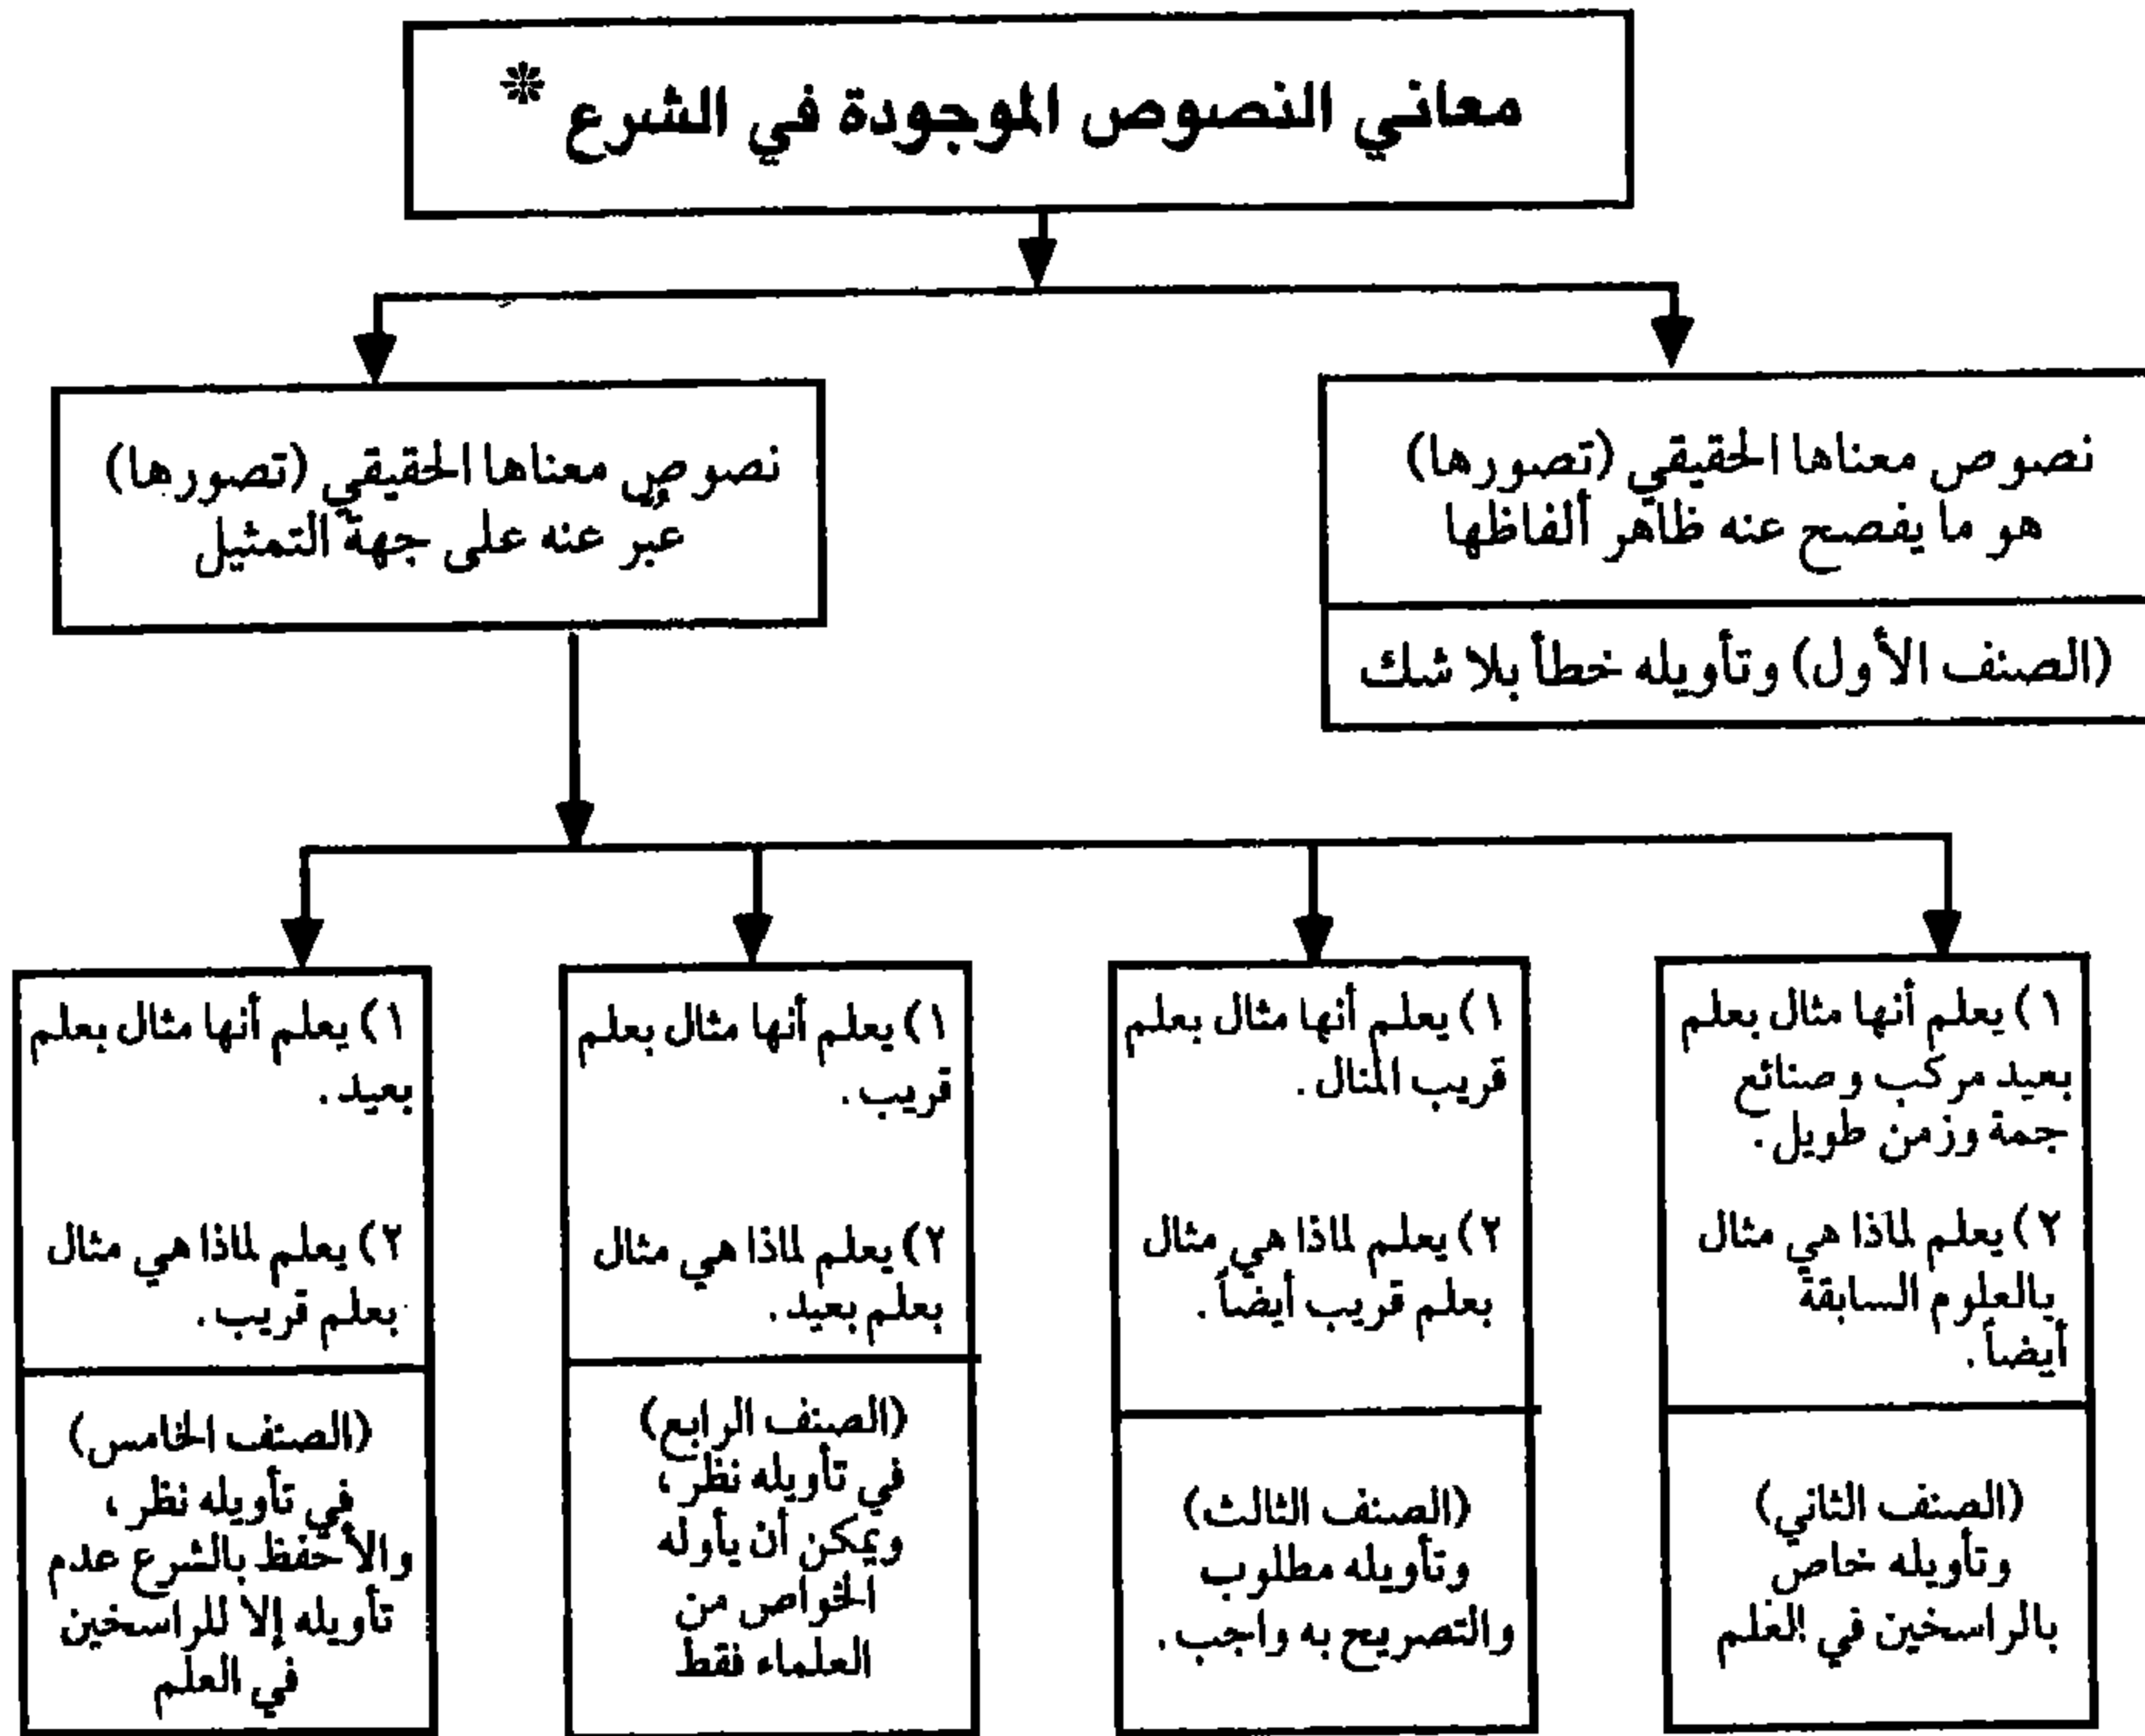 معاني النصوص الموجودة في الشرع *
نصوص معناها الحقيقي (تصورها)
هو ما يفصح عنه ظاهر ألفاظها
(الصنف الأول) وتأويله خطأ بلا شك
نصوص معناها الحقيقي (تصورها)
عبر عنه على جهة التمثيل
١) يعلم أنها مثال بعلم
بعيد مركب وصنائع
جمة وزمن طويل.
٢) يعلم لماذا هي مثال
بالعلوم السابقة
أيضاً.
(الصنف الثاني)
وتأويله خاص
بالراسخين في العلم
١) يعلم أنها مثال بعلم
قريب المنال.
٢) يعلم لماذا هي مثال
بعلم قريب أيضاً.
(الصنف الثالث)
وتأويله مطلوب
والتصريح به واجب.
١) يعلم أنها مثال بعلم
قريب.
٢) يعلم لماذا هي مثال
بعلم بعيد.
(الصنف الرابع)
في تأويله نظر،
ويمكن أن يأوله
الخواص من
العلماء فقط
١) يعلم أنها مثال بعلم
بعيد.
٢) يعلم لماذا هي مثال
بعلم قريب.
(الصنف الخامس)
في تأويله نظر،
والأحفظ بالشرع عدم
تأويله إلا للراسخين
في العلم